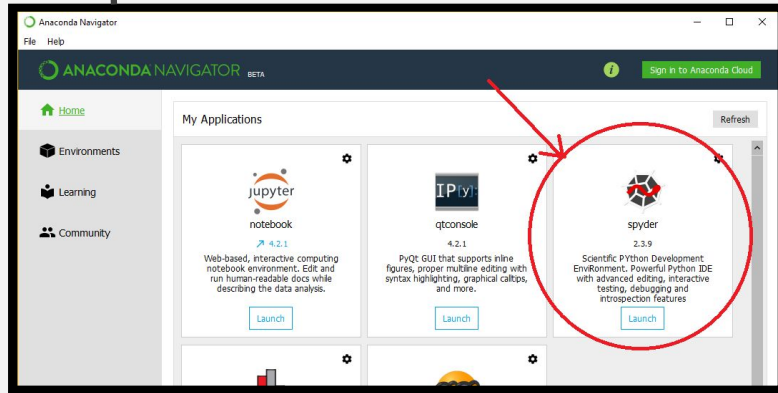 Anaconda Navigator
File Help
ANACONDA NAVIGATOR BETA
i
Sign in to Anaconda Cloud
Home
Environments
Learning
Community
My Applications
Refresh
jupyter
notebook
4.2.1
Web-based, interactive computing
notebook environment. Edit and
run human-readable docs while
describing the data analysis.
Launch
IP[y]:
qtconsole
4.2.1
PyQt GUI that supports inline
figures, proper multiline editing with
syntax highlighting, graphical calltips,
and more.
Launch
spyder
2.3.9
Scientific PYthon Development
EnviRonment. Powerful Python IDE
with advanced editing, interactive
testing, debugging and
introspection features
Launch